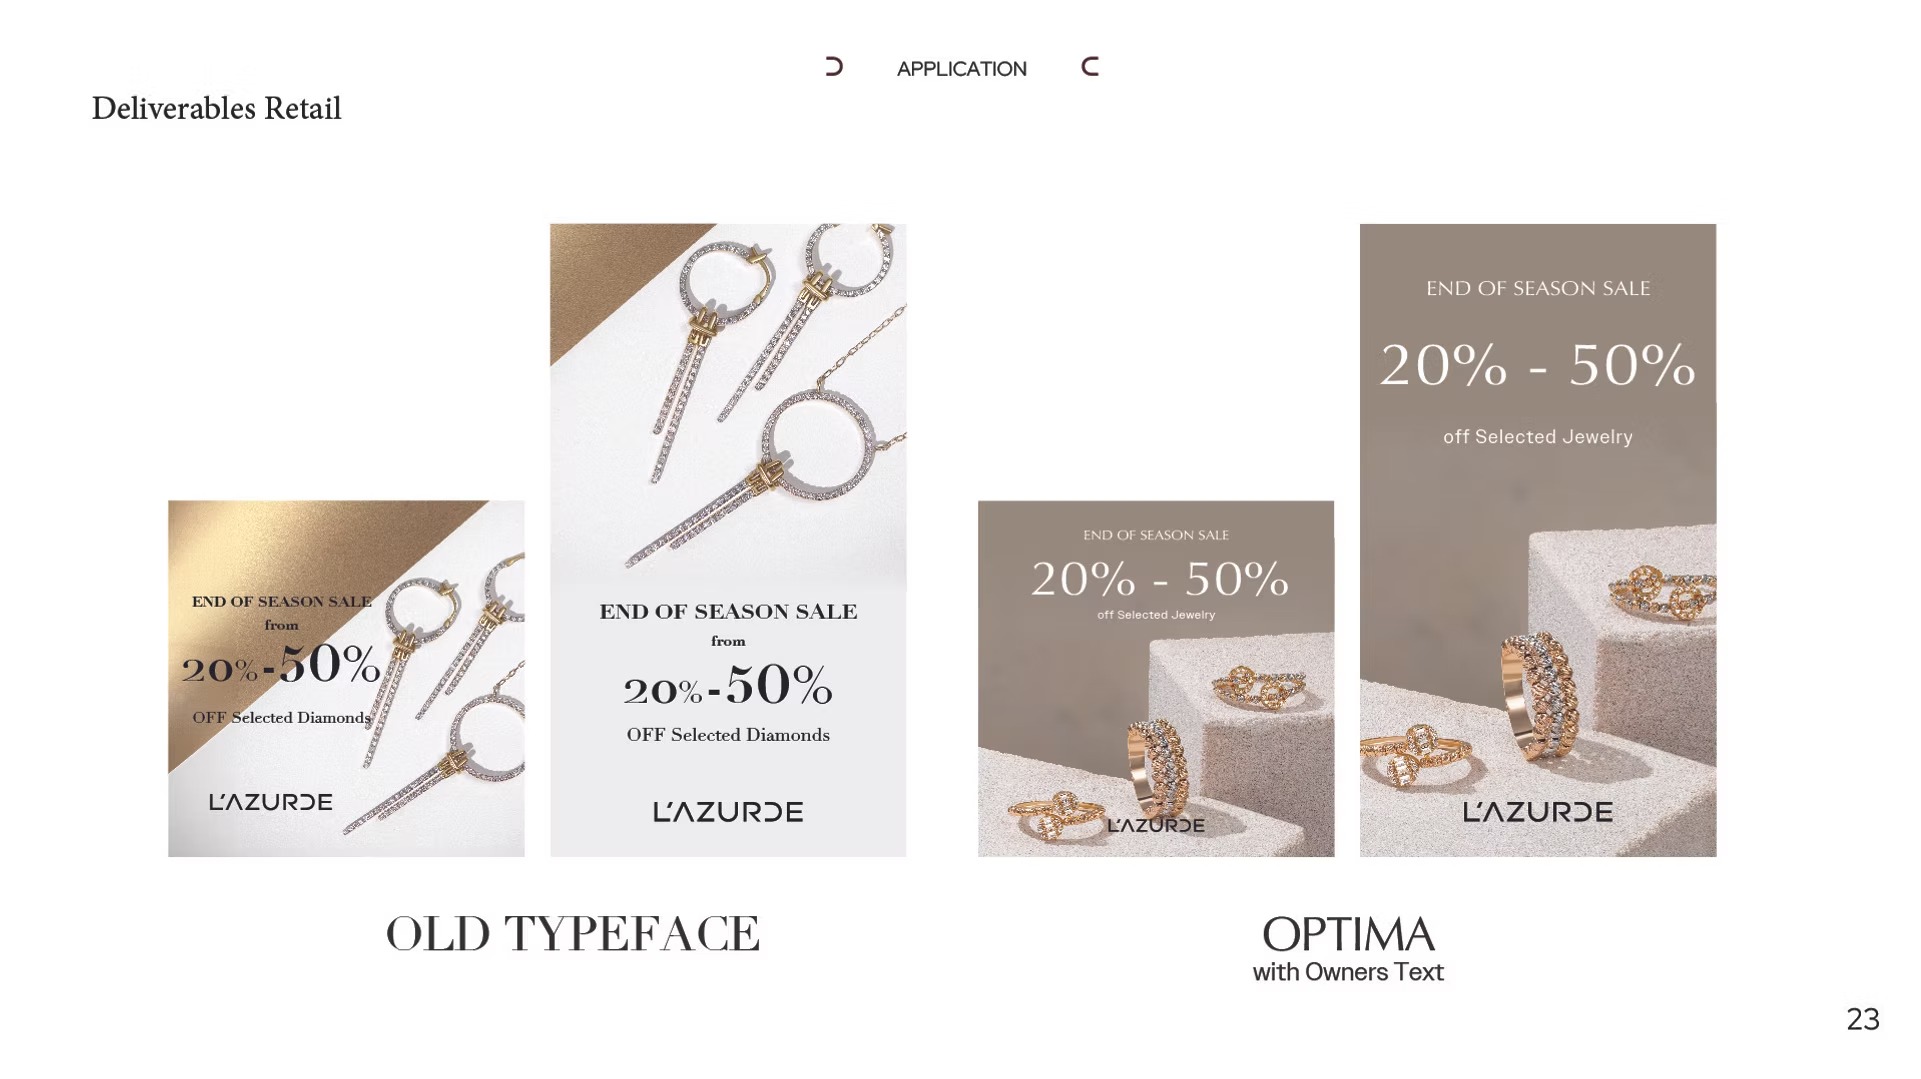 APPLICATION
Deliverables Retail
END OF SEASON SALE
from
20%-50%
OFF Selected Diamonds
L'AZURDE
END OF SEASON SALE
from
20%-50%
OFF Selected Diamonds
L'AZURDE
OLD TYPEFACE
END OF SEASON SALE
20% - 50%
off Selected Jewelry
L'AZURDE
END OF SEASON SALE
20% - 50%
off Selected Jewelry
L'AZURDE
OPTIMA
with Owners Text
23